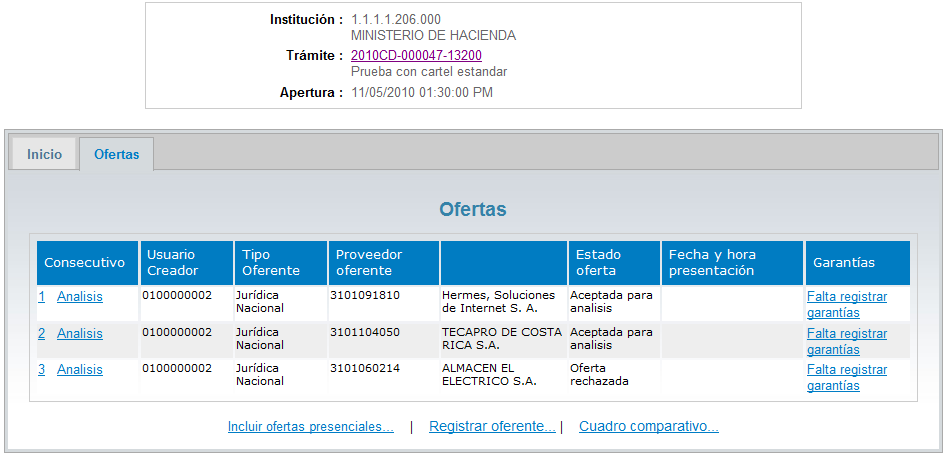 Institución : 1.1.1.1.206.000
MINISTERIO DE HACIENDA
Trámite : 2010CD-000047-13200
Prueba con cartel estandar
Apertura : 11/05/2010 01:30:00 PM
Inicio Ofertas
Ofertas
Consecutivo Usuario Creador Tipo Oferente Proveedor oferente Estado oferta Fecha y hora presentación Garantías
1 Analisis 0100000002 Jurídica Nacional 3101091810 Hermes, Soluciones de Internet S. A. Aceptada para analisis Falta registrar garantías
2 Analisis 0100000002 Jurídica Nacional 3101104050 TECAPRO DE COSTA RICA S.A. Aceptada para analisis Falta registrar garantías
3 Analisis 0100000002 Jurídica Nacional 3101060214 ALMACEN EL ELECTRICO S.A. Oferta rechazada Falta registrar garantías
Incluir ofertas presenciales... | Registrar oferente... | Cuadro comparativo...